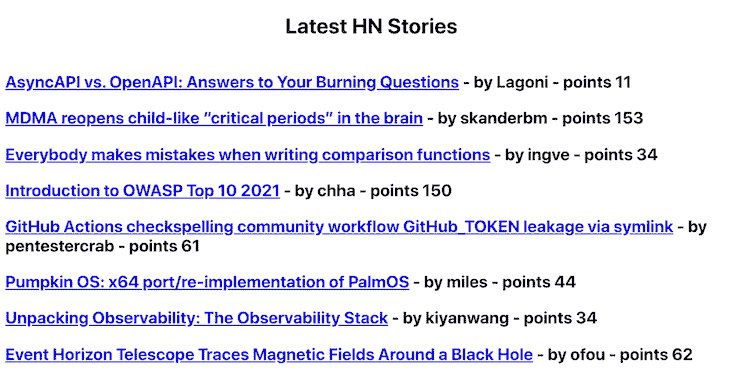 Latest HN Stories
AsyncAPI vs. OpenAPI: Answers to Your Burning Questions - by Lagoni - points 11
MDMA reopens child-like “critical periods” in the brain - by skanderbm - points 153
Everybody makes mistakes when writing comparison functions - by ingve - points 34
Introduction to OWASP Top 10 2021 - by chha - points 150
GitHub Actions checkspelling community workflow GitHub_TOKEN leakage via symlink - by
pentestercrab - points 61
Pumpkin OS: x64 port/re-implementation of PalmOS - by miles - points 44
Unpacking Observability: The Observability Stack - by kiyanwang - points 34
Event Horizon Telescope Traces Magnetic Fields Around a Black Hole - by ofou - points 62